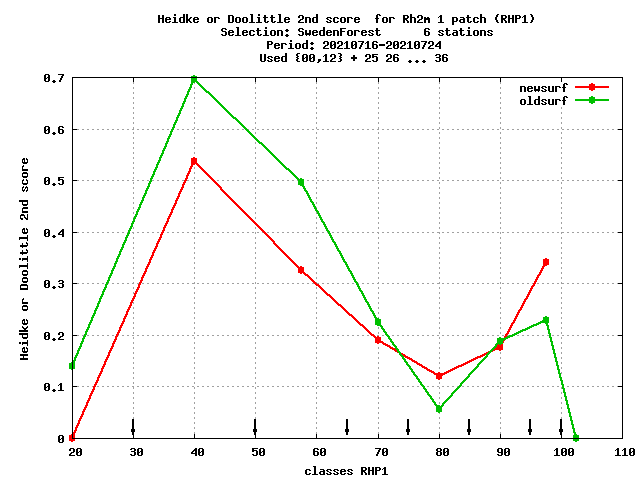 Heidke or Doolittle 2nd score  for Rh2m 1 patch (RHP1)
Selection: SwedenForest      6 stations
Period: 20210716-20210724
Used {00,12} + 25 26 ... 36
newsurf
oldsurf
Heidke or Doolittle 2nd score
0.7
0.6
0.5
0.4
0.3
0.2
0.1
0
20 30 40 50 60 70 80 90 100 110
classes RHP1